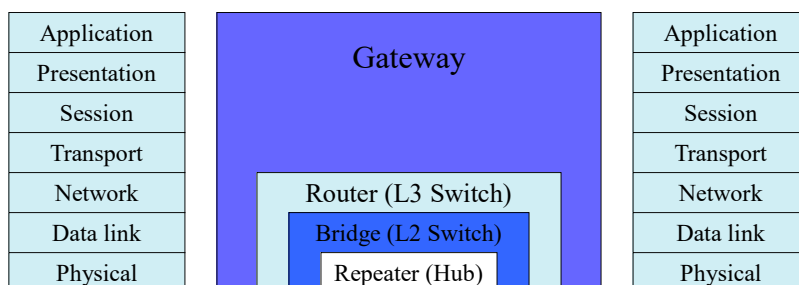 Application
Presentation
Session
Transport
Network
Data link
Physical
Gateway
Router (L3 Switch)
Bridge (L2 Switch)
Repeater (Hub)
Application
Presentation
Session
Transport
Network
Data link
Physical